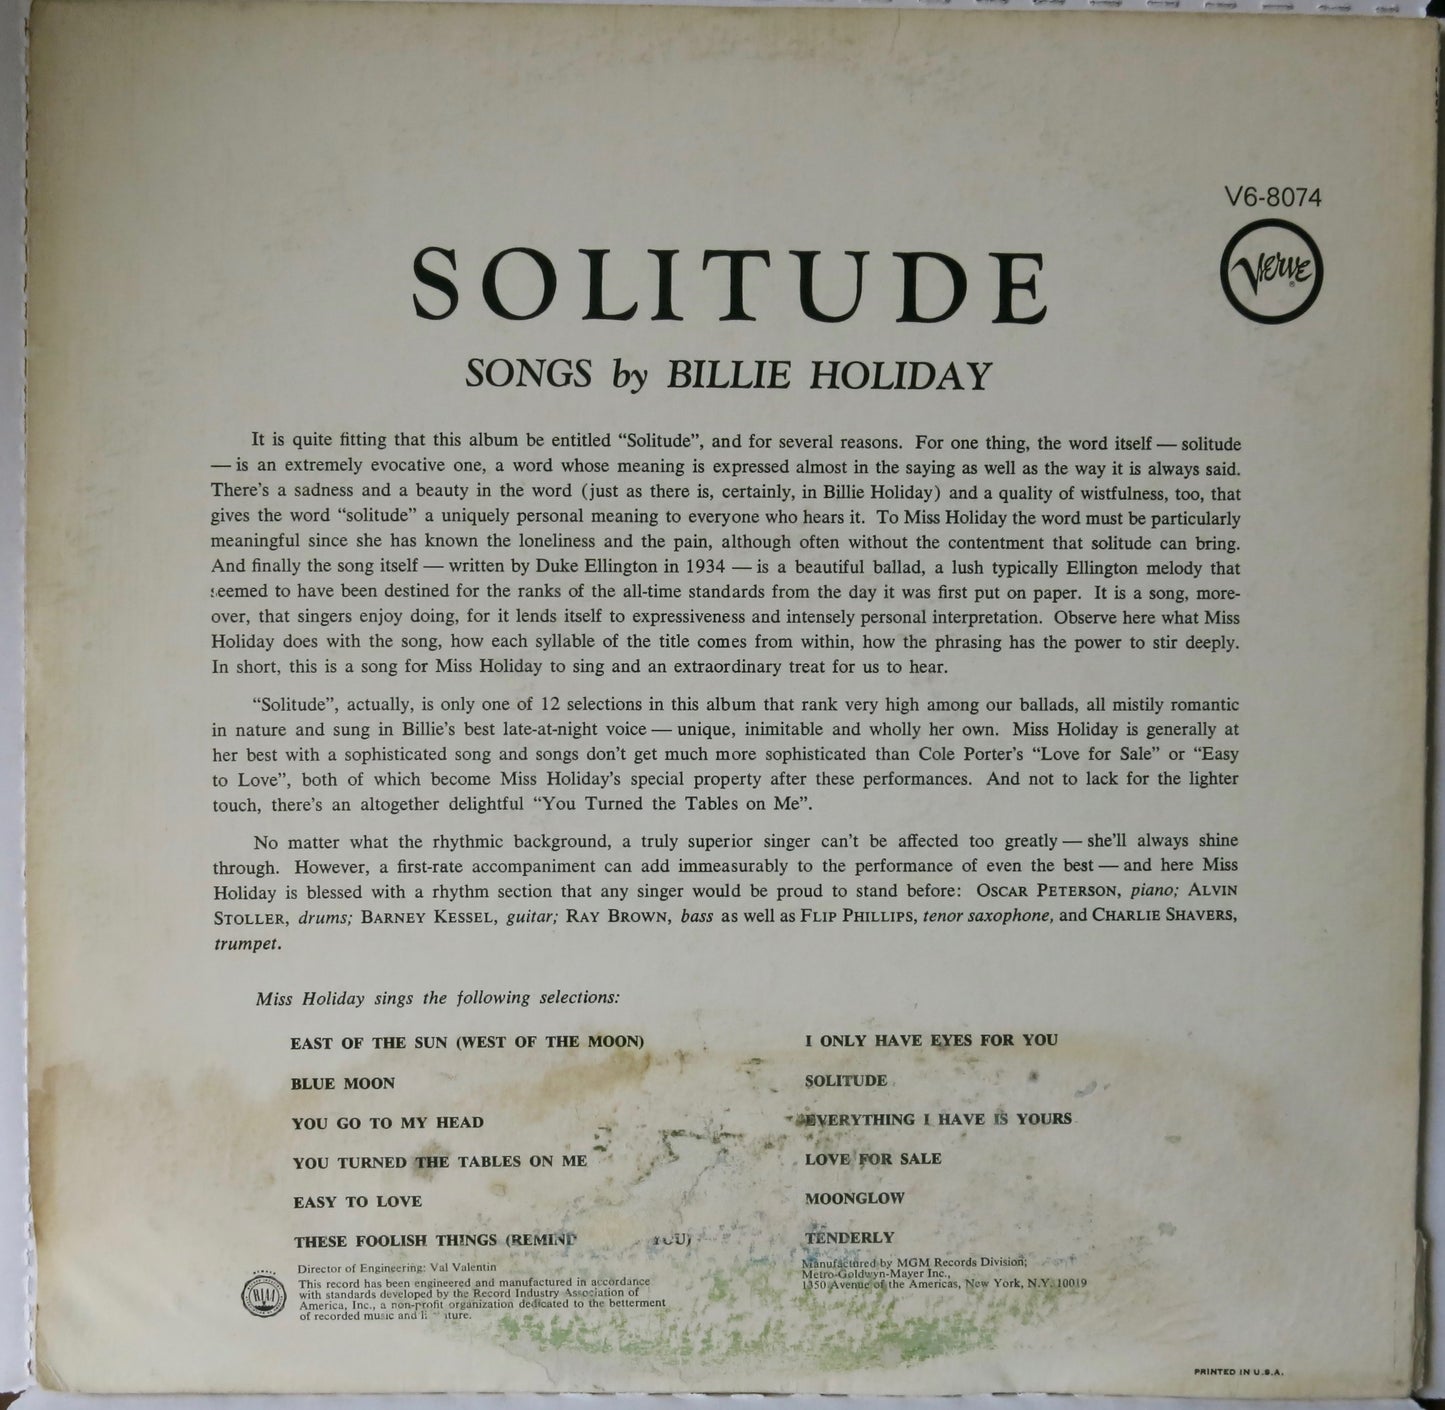 V6-8074
Verve
SOLITUDE
SONGS by BILLIE HOLIDAY
It is quite fitting that this album be entitled “Solitude”, and for several reasons. For one thing, the word itself — solitude
— is an extremely evocative one, a word whose meaning is expressed almost in the saying as well as the way it is always said.
There’s a sadness and a beauty in the word (just as there is, certainly, in Billie Holiday) and a quality of wistfulness, too, that
gives the word “solitude” a uniquely personal meaning to everyone who hears it. To Miss Holiday the word must be particularly
meaningful since she has known the loneliness and the pain, although often without the contentment that solitude can bring.
And finally the song itself — written by Duke Ellington in 1934 — is a beautiful ballad, a lush typically Ellington melody that
seemed to have been destined for the ranks of the all-time standards from the day it was first put on paper. It is a song, more-
over, that singers enjoy doing, for it lends itself to expressiveness and intensely personal interpretation. Observe here what Miss
Holiday does with the song, how each syllable of the title comes from within, how the phrasing has the power to stir deeply.
In short, this is a song for Miss Holiday to sing and an extraordinary treat for us to hear.
“Solitude”, actually, is only one of 12 selections in this album that rank very high among our ballads, all mistily romantic
in nature and sung in Billie’s best late-at-night voice — unique, inimitable and wholly her own. Miss Holiday is generally at
her best with a sophisticated song and songs don’t get much more sophisticated than Cole Porter’s “Love for Sale” or “Easy
to Love”, both of which become Miss Holiday’s special property after these performances. And not to lack for the lighter
touch, there’s an altogether delightful “You Turned the Tables on Me”.
No matter what the rhythmic background, a truly superior singer can’t be affected too greatly — she’ll always shine
through. However, a first-rate accompaniment can add immeasurably to the performance of even the best — and here Miss
Holiday is blessed with a rhythm section that any singer would be proud to stand before: OSCAR PETERSON, piano; ALVIN
STOLLER, drums; BARNEY KESSEL, guitar; RAY BROWN, bass as well as FLIP PHILLIPS, tenor saxophone, and CHARLIE SHAVERS,
trumpet.
Miss Holiday sings the following selections:
EAST OF THE SUN (WEST OF THE MOON)
BLUE MOON
YOU GO TO MY HEAD
YOU TURNED THE TABLES ON ME
EASY TO LOVE
THESE FOOLISH THINGS (REMIND YOU)
I ONLY HAVE EYES FOR YOU
SOLITUDE
EVERYTHING I HAVE IS YOURS
LOVE FOR SALE
MOONGLOW
TENDERLY
Director of Engineering: Val Valentin
This record has been engineered and manufactured in accordance
with standards developed by the Record Industry Association of
America, Inc., a non-profit organization dedicated to the betterment
of recorded music and
RIAA
Manufactured by MGM Records Division;
Metro-Goldwyn-Mayer Inc.,
1350 Avenue of the Americas, New York, N.Y. 10019
PRINTED IN U.S.A.